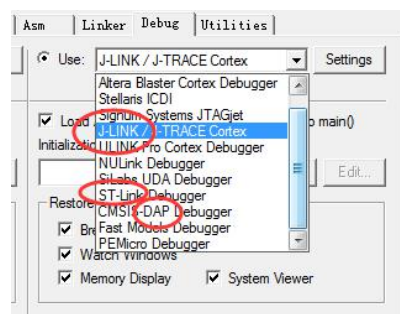 Asm Linker Debug Utilities
Use: J-LINK / J-TRACE Cortex Settings
Altera Blaster Cortex Debugger
Stellaris ICDI
Signum Systems JTAGjet
Load o main()
J-LINK / J-TRACE Cortex
Initializatio
ULINK Pro Cortex Debugger
NULink Debugger
Edit...
SiLabs UDA Debugger
ST-Link Debugger
Restore
CMSIS-DAP Debugger
Bre
Fast Models Debugger
PEMicro Debugger
Watch Windows
Memory Display System Viewer